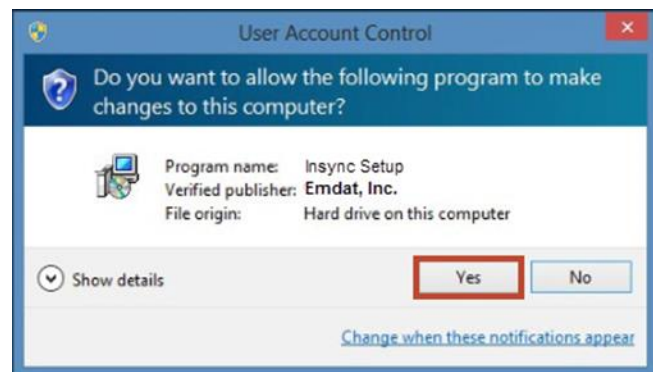 User Account Control
Do you want to allow the following program to make
changes to this computer?
Program name: Insync Setup
Verified publisher: Emdat, Inc.
File origin: Hard drive on this computer
Show details
Yes
No
Change when these notifications appear